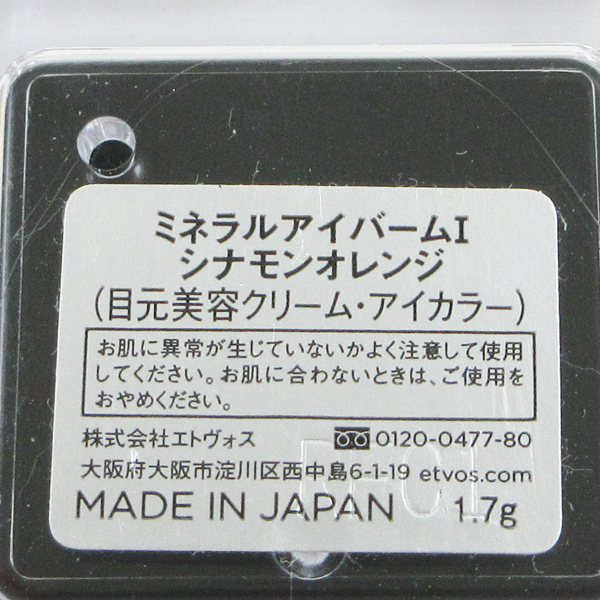 ミネラルアイバームI
シナモンオレンジ
(目元美容クリーム・アイカラー)
お肌に異常が生じていないかよく注意して使用
してください。お肌に合わないときは、ご使用を
おやめください。
株式会社エトヴォス 0120-0477-80
大阪府大阪市淀川区西中島6-1-19 etvos.com
MADE IN JAPAN 1.7g